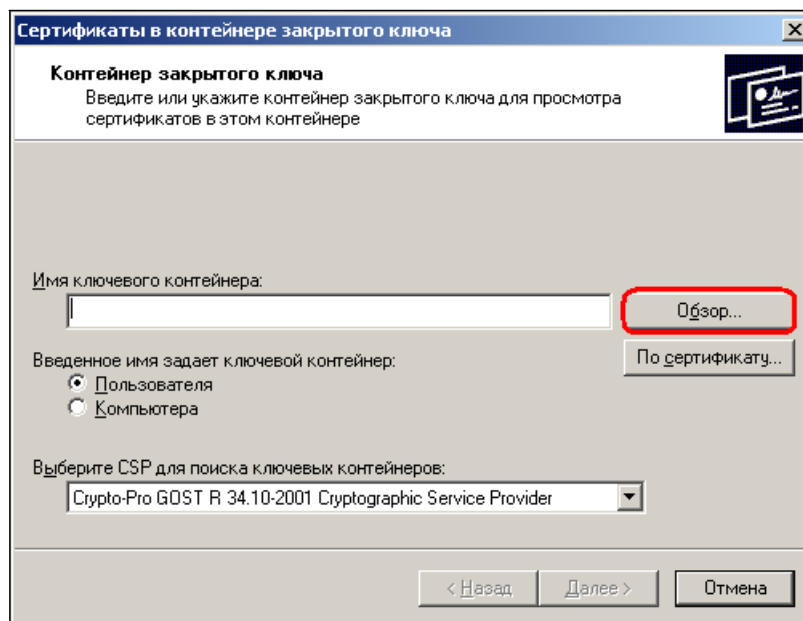 Сертификаты в контейнере закрытого ключа
Контейнер закрытого ключа
Введите или укажите контейнер закрытого ключа для просмотра
сертификатов в этом контейнере
Имя ключевого контейнера:
Обзор...
По сертификату...
Введенное имя задает ключевой контейнер:
Пользователя
Компьютера
Выберите CSP для поиска ключевых контейнеров:
Crypto-Pro GOST R 34.10-2001 Cryptographic Service Provider
< Назад
Далее >
Отмена